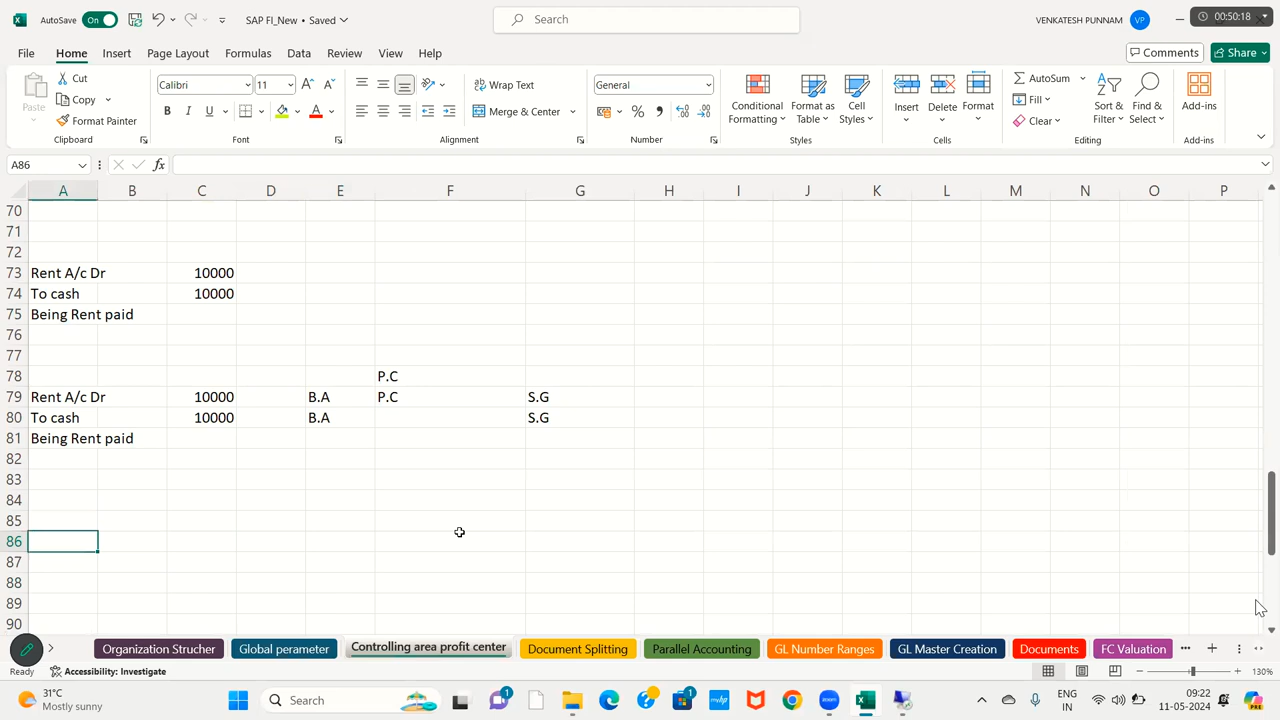 AutoSave On SAP FI_New • Saved Search VENKATESH PUNNAM VP 00:50:18
File Home Insert Page Layout Formulas Data Review View Help Comments Share
Paste Cut Copy Format Painter Clipboard
Calibri 11 B I U A Font
Wrap Text Merge & Center Alignment
General % Number
Conditional Formatting Format as Table Cell Styles Styles
Insert Delete Format Cells
AutoSum Fill Clear Sort & Filter Find & Select Editing
Add-ins Add-ins
A86 fx
A B C D E F G H I J K L M N O P
70
71
72
73 Rent A/c Dr 10000
74 To cash 10000
75 Being Rent paid
76
77
78 P.C
79 Rent A/c Dr 10000 B.A P.C S.G
80 To cash 10000 B.A S.G
81 Being Rent paid
82
83
84
85
86
87
88
89
90
Organization Strucher Global perameter Controlling area profit center Document Splitting Parallel Accounting GL Number Ranges GL Master Creation Documents FC Valuation
Ready Accessibility: Investigate 130%
31°C Mostly sunny Search 1 1 ENG IN 09:22 11-05-2024